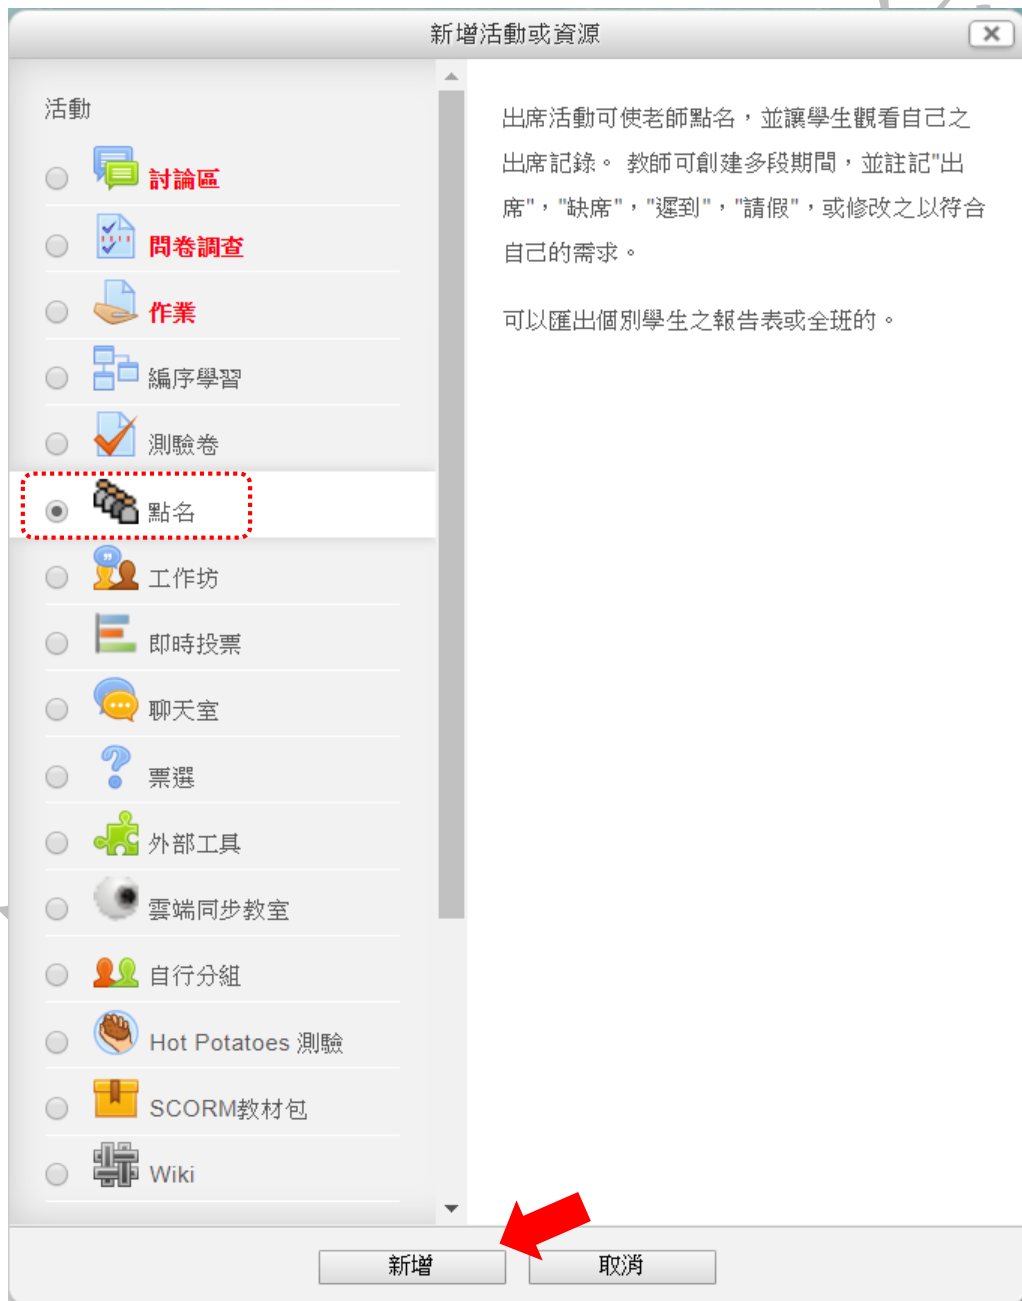 新增活動或資源
活動
討論區
問卷調查
作業
編序學習
測驗卷
點名
工作坊
即時投票
聊天室
票選
外部工具
雲端同步教室
自行分組
Hot Potatoes 測驗
SCORM教材包
Wiki
出席活動可使老師點名，並讓學生觀看自己之
出席記錄。 教師可創建多段期間，並註記"出
席"，"缺席"，"遲到"，"請假"，或修改之以符合
自己的需求。
可以匯出個別學生之報告表或全班的。
新增
取消